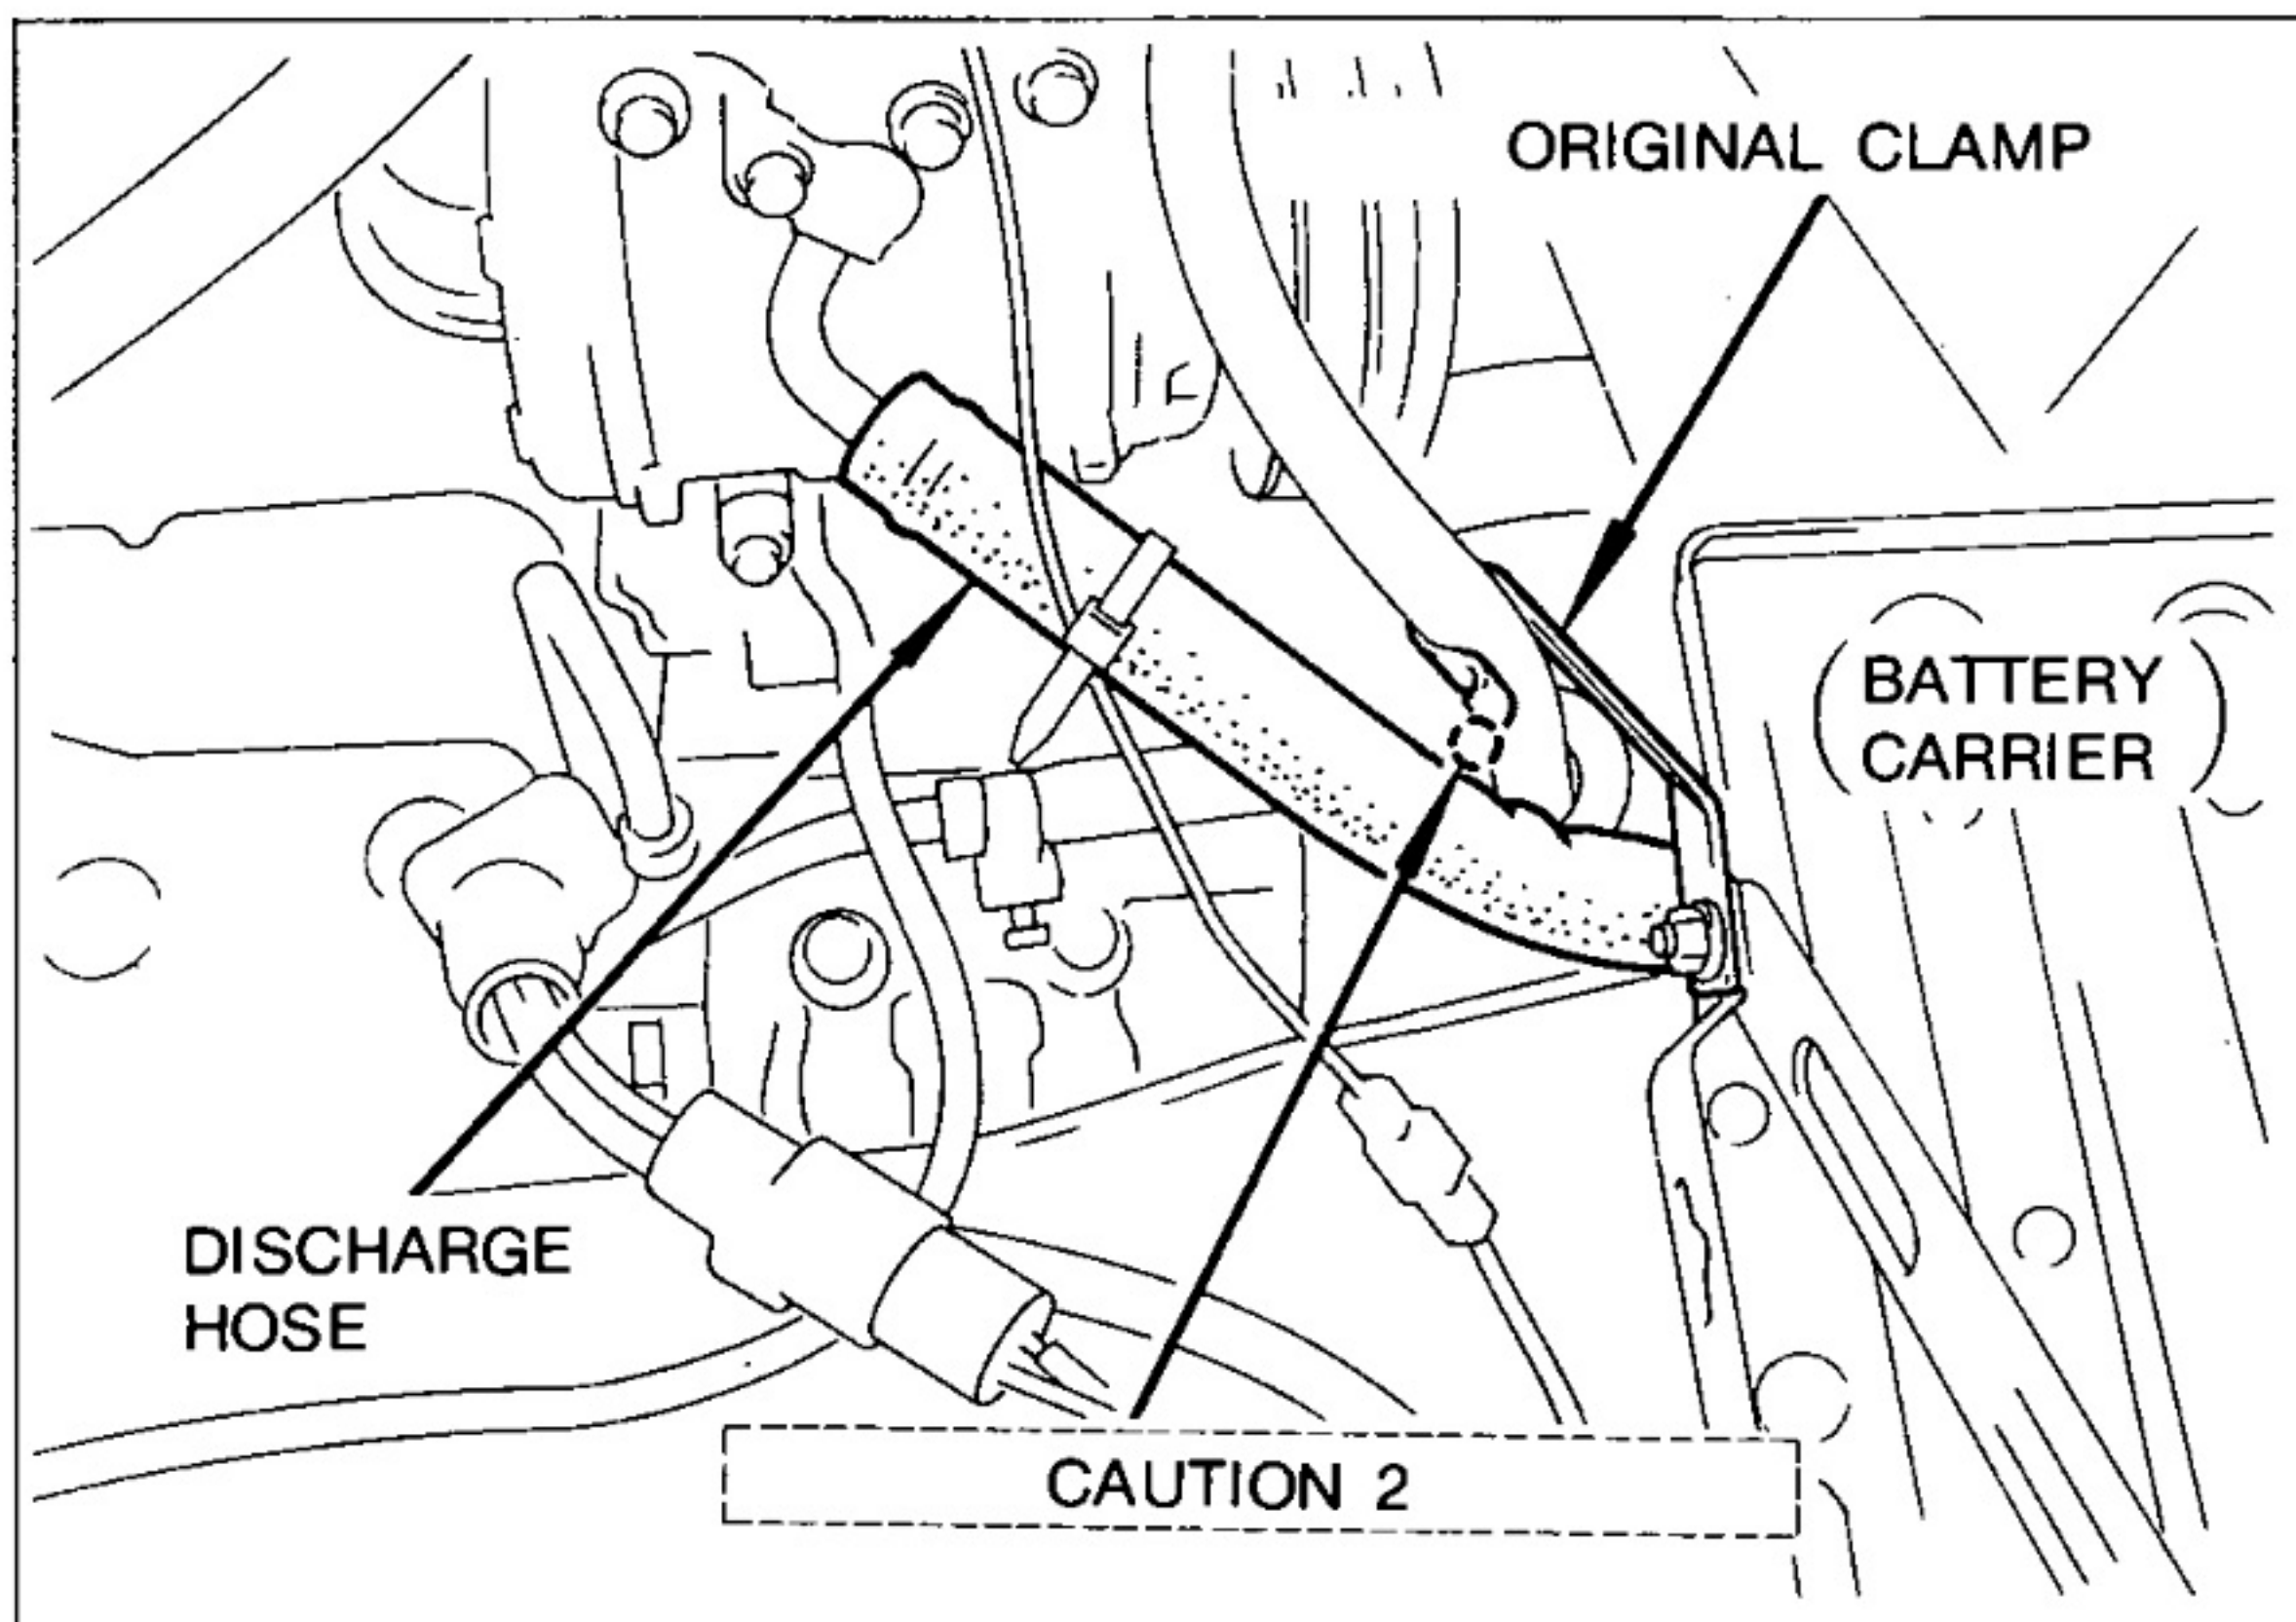 ORIGINAL CLAMP
BATTERY
CARRIER
DISCHARGE
HOSE
CAUTION 2